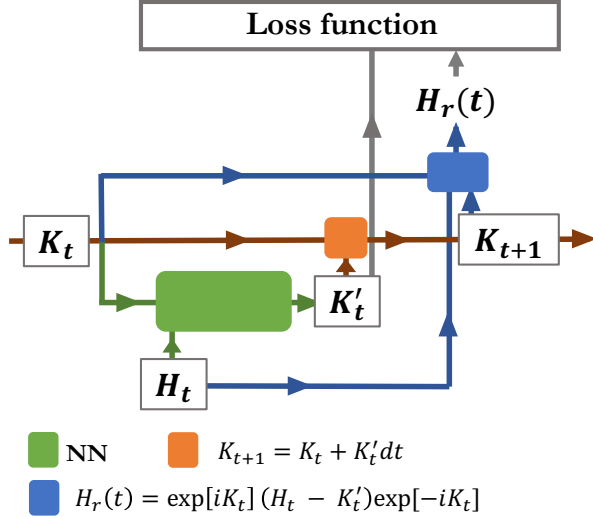 Loss function
H_r(t)
K_t
K_{t+1}
K'_t
H_t
NN
K_{t+1} = K_t + K'_t dt
H_r(t) = exp[iK_t] (H_t − K'_t)exp[−iK_t]